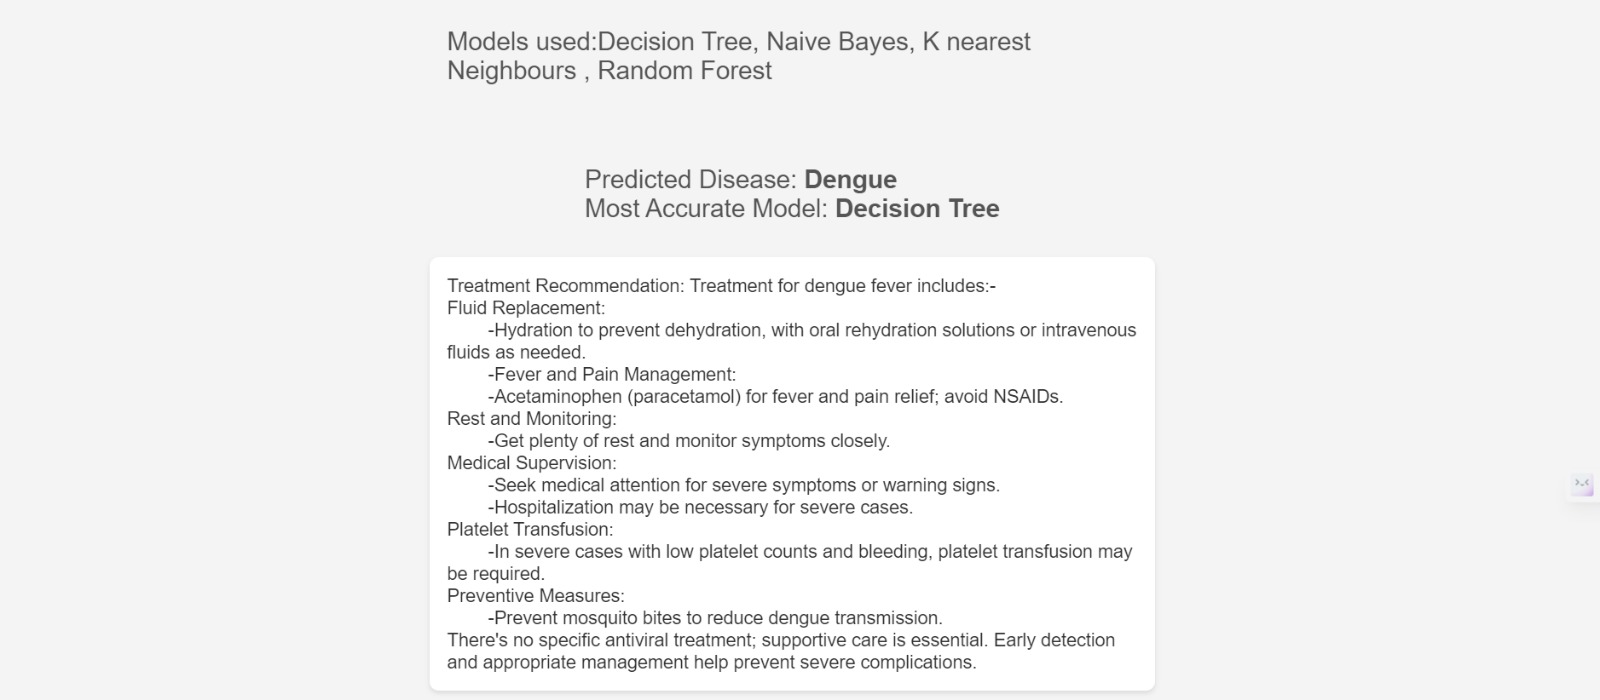 Models used:Decision Tree, Naive Bayes, K nearest
Neighbours , Random Forest
Predicted Disease: Dengue
Most Accurate Model: Decision Tree
Treatment Recommendation: Treatment for dengue fever includes:-
Fluid Replacement:
-Hydration to prevent dehydration, with oral rehydration solutions or intravenous
fluids as needed.
-Fever and Pain Management:
-Acetaminophen (paracetamol) for fever and pain relief; avoid NSAIDs.
Rest and Monitoring:
-Get plenty of rest and monitor symptoms closely.
Medical Supervision:
-Seek medical attention for severe symptoms or warning signs.
-Hospitalization may be necessary for severe cases.
Platelet Transfusion:
-In severe cases with low platelet counts and bleeding, platelet transfusion may
be required.
Preventive Measures:
-Prevent mosquito bites to reduce dengue transmission.
There's no specific antiviral treatment; supportive care is essential. Early detection
and appropriate management help prevent severe complications.